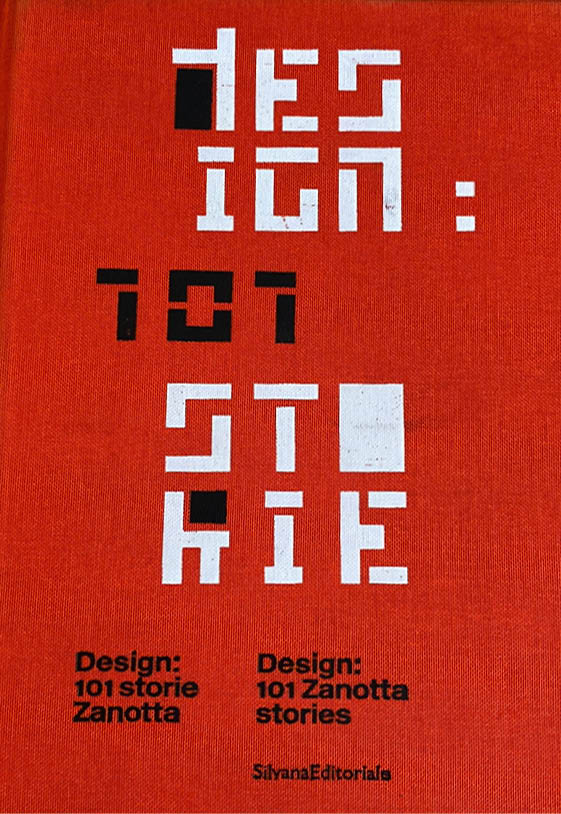 dES
IGN:
101
STO
RIE
Design:
101 storie
Zanotta
Design:
101 Zanotta
stories
SilvanaEditoriale